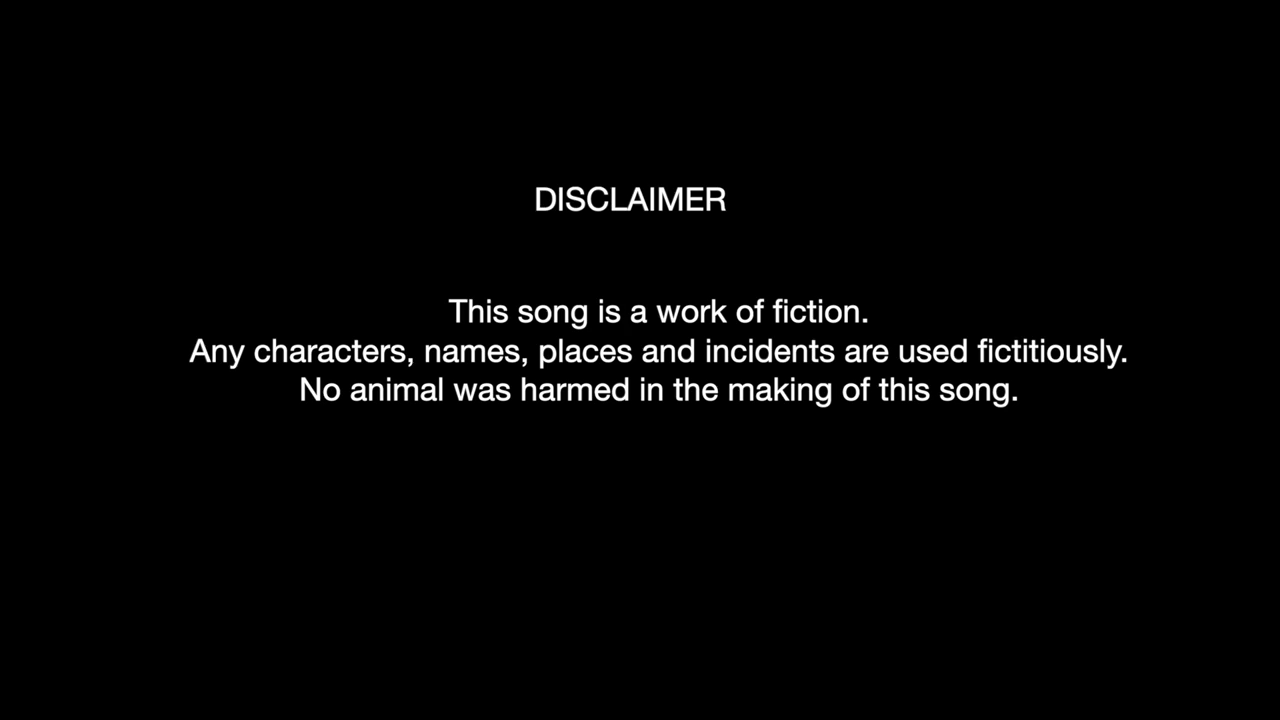 DISCLAIMER
This song is a work of fiction.
Any characters, names, places and incidents are used fictitiously.
No animal was harmed in the making of this song.